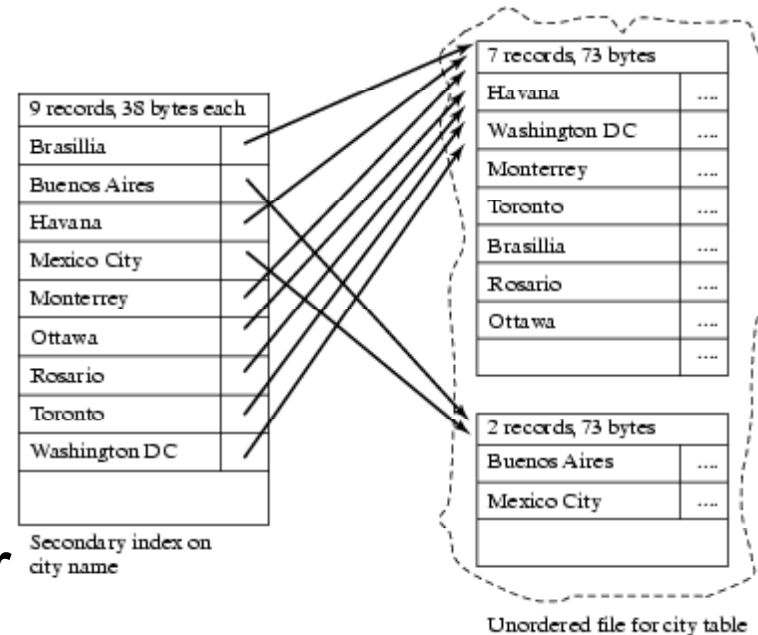 9 records, 38 bytes each
Brasillia
Buenos Aires
Havana
Mexico City
Monterrey
Ottawa
Rosario
Toronto
Washington DC
r
Secondary index on
city name
7 records, 73 bytes
Havana ....
Washington DC ....
Monterrey ....
Toronto ....
Brasillia ....
Rosario ....
Ottawa ....
....
2 records, 73 bytes
Buenos Aires ....
Mexico City ....
Unordered file for city table